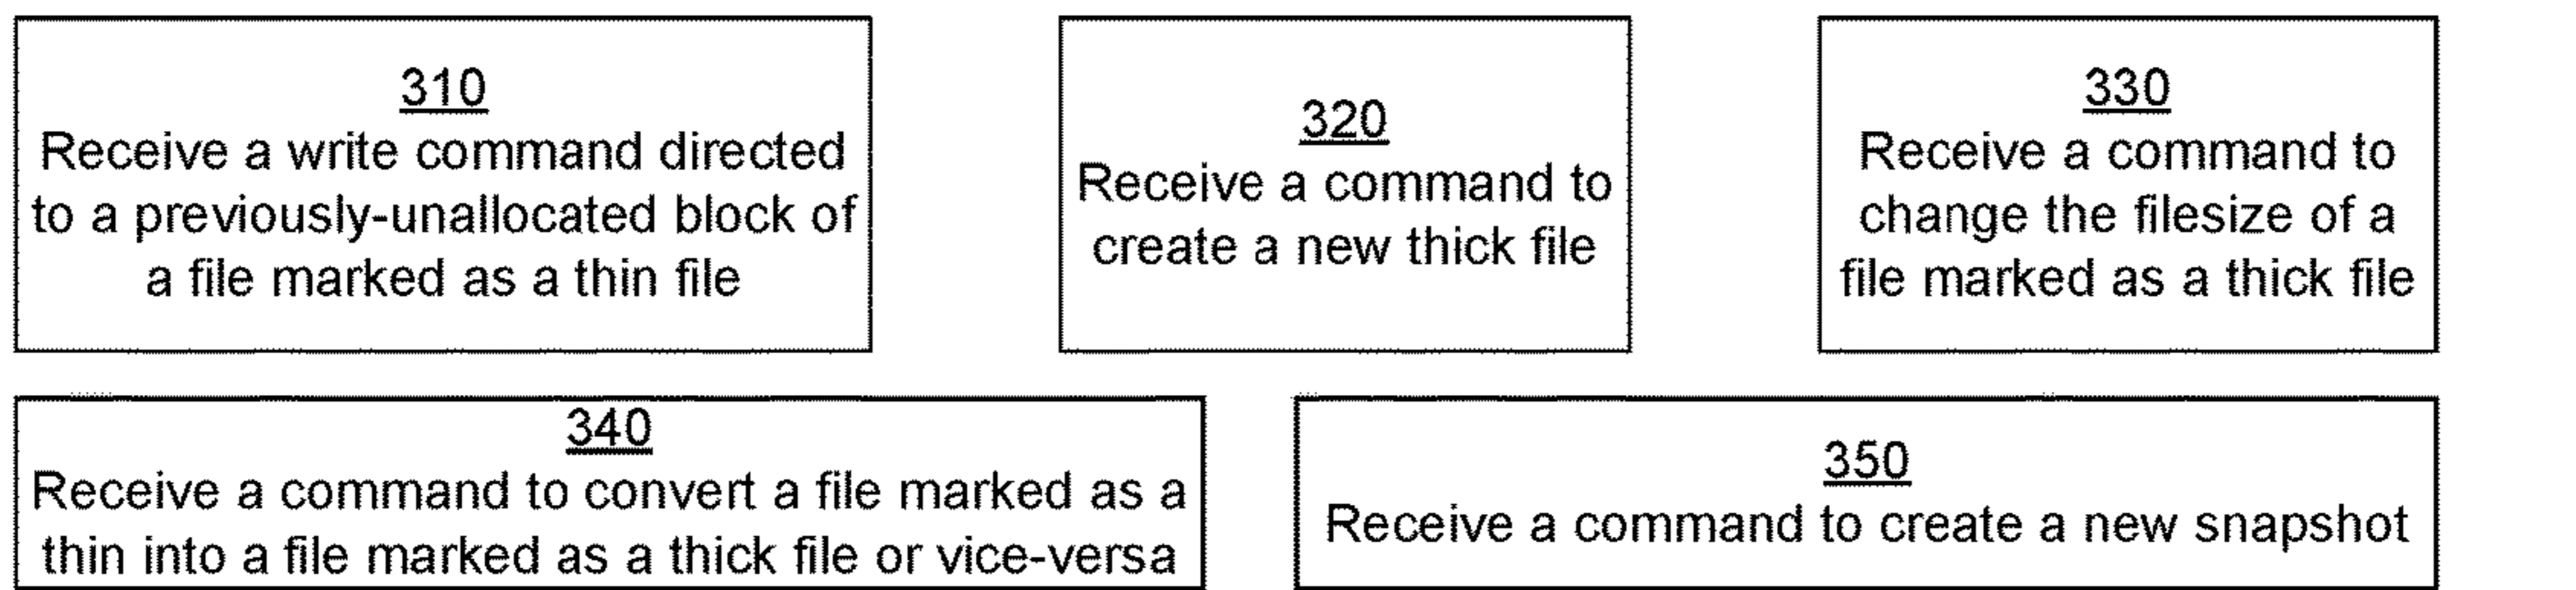 310
Receive a write command directed
to a previously-unallocated block of
a file marked as a thin file
320
Receive a command to
create a new thick file
330
Receive a command to
change the filesize of a
file marked as a thick file
340
Receive a command to convert a file marked as a
thin into a file marked as a thick file or vice-versa
350
Receive a command to create a new snapshot